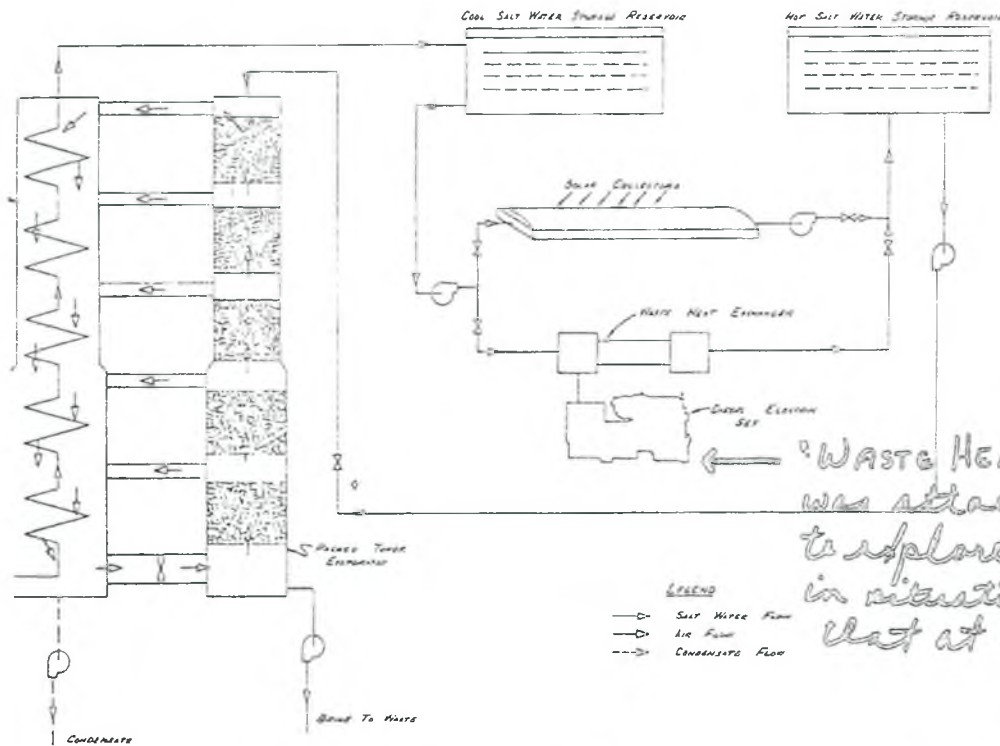 COOL SALT WATER STORAGE RESERVOIR
HOT SALT WATER STORAGE RESERVOIR
SOLAR COLLECTORS
WASTE HEAT EXCHANGER
DIESEL ELECTRIC
SET
"WASTE HE
was atta
to explore
in situati
that at
PACKED TOWER
EVAPORATOR
LEGEND
SALT WATER FLOW
AIR FLOW
CONDENSATE FLOW
BRINE TO WASTE
CONDENSATE